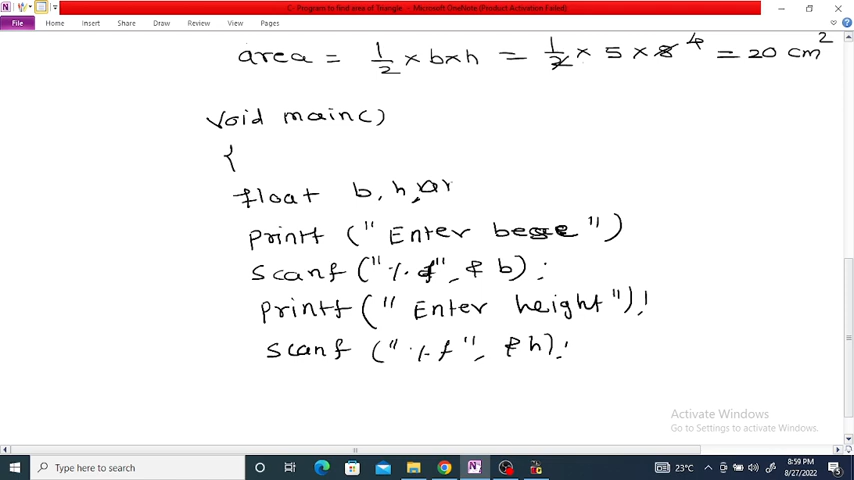 C- Program to find area of Triangle - Microsoft OneNote (Product Activation Failed)
File Home Insert Share Draw Review View Pages
area = 1/2 × b×h = 1/2 × 5 × 8 4 = 20 cm2
void main()
{
float b, h, ar
printf (" Enter base ")
scanf ("%f", & b);
printf (" Enter height");
scanf ("%f", &h);
Activate Windows
Go to Settings to activate Windows.
Type here to search
23°C
8:59 PM
8/27/2022
5